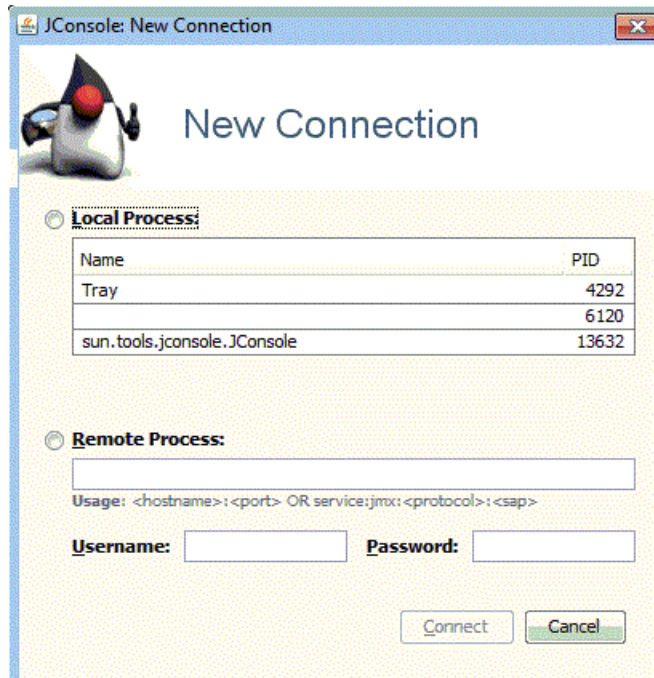 JConsole: New Connection
New Connection
Local Process:
Name PID
Tray 4292
6120
sun.tools.jconsole.JConsole 13632
Remote Process:
Usage: <hostname>:<port> OR service:jmx:<protocol>:<sap>
Username: Password:
Connect Cancel